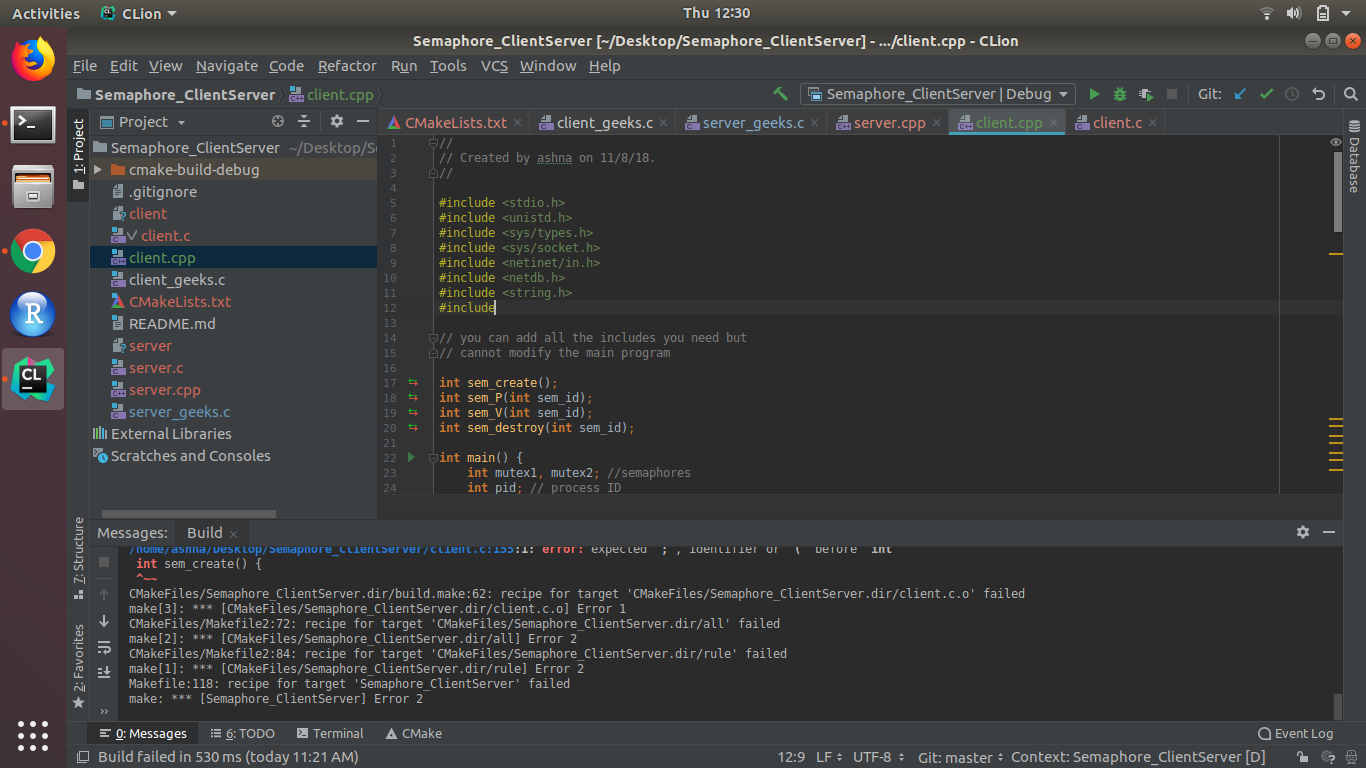 Activities CLion Thu 12:30
Semaphore_ClientServer [~/Desktop/Semaphore_ClientServer] - .../client.cpp - CLion
File Edit View Navigate Code Refactor Run Tools VCS Window Help
Semaphore_ClientServer client.cpp Semaphore_ClientServer | Debug Git:
1: Project
Project
CMakeLists.txt client_geeks.c server_geeks.c server.cpp client.cpp client.c
Semaphore_ClientServer ~/Desktop/Se
cmake-build-debug
.gitignore
client
client.c
client.cpp
client_geeks.c
CMakeLists.txt
README.md
server
server.c
server.cpp
server_geeks.c
External Libraries
Scratches and Consoles
1 //
2 // Created by ashna on 11/8/18.
3 //
4
5 #include <stdio.h>
6 #include <unistd.h>
7 #include <sys/types.h>
8 #include <sys/socket.h>
9 #include <netinet/in.h>
10 #include <netdb.h>
11 #include <string.h>
12 #include
13
14 // you can add all the includes you need but
15 // cannot modify the main program
16
17 int sem_create();
18 int sem_P(int sem_id);
19 int sem_V(int sem_id);
20 int sem_destroy(int sem_id);
21
22 int main() {
23 int mutex1, mutex2; //semaphores
24 int pid; // process ID
Database
7: Structure
2: Favorites
Messages: Build
/home/ashna/Desktop/Semaphore_ClientServer/client.c:155:1: error: expected ';', identifier or '(' before 'int'
int sem_create() {
^~~
CMakeFiles/Semaphore_ClientServer.dir/build.make:62: recipe for target 'CMakeFiles/Semaphore_ClientServer.dir/client.c.o' failed
make[3]: *** [CMakeFiles/Semaphore_ClientServer.dir/client.c.o] Error 1
CMakeFiles/Makefile2:72: recipe for target 'CMakeFiles/Semaphore_ClientServer.dir/all' failed
make[2]: *** [CMakeFiles/Semaphore_ClientServer.dir/all] Error 2
CMakeFiles/Makefile2:84: recipe for target 'CMakeFiles/Semaphore_ClientServer.dir/rule' failed
make[1]: *** [CMakeFiles/Semaphore_ClientServer.dir/rule] Error 2
Makefile:118: recipe for target 'Semaphore_ClientServer' failed
make: *** [Semaphore_ClientServer] Error 2
0: Messages 6: TODO Terminal CMake Event Log
Build failed in 530 ms (today 11:21 AM) 12:9 LF UTF-8 Git: master Context: Semaphore_ClientServer [D]